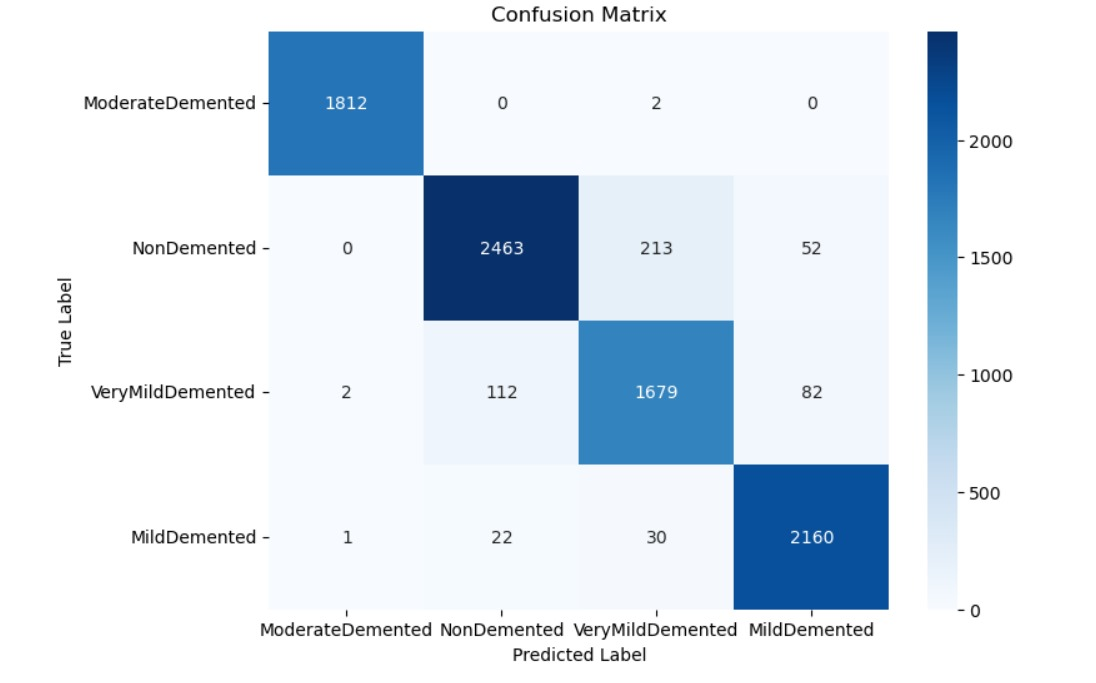 Confusion Matrix
ModerateDemented
1812
0
2
0
NonDemented
0
2463
213
52
VeryMildDemented
2
112
1679
82
MildDemented
1
22
30
2160
True Label
ModerateDemented NonDemented VeryMildDemented MildDemented
Predicted Label
2000
1500
1000
500
0